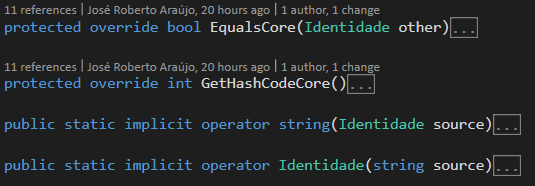 11 references | José Roberto Araújo, 20 hours ago | 1 author, 1 change
protected override bool EqualsCore(Identidade other)...
11 references | José Roberto Araújo, 20 hours ago | 1 author, 1 change
protected override int GetHashCodeCore()...
public static implicit operator string(Identidade source)...
public static implicit operator Identidade(string source)...